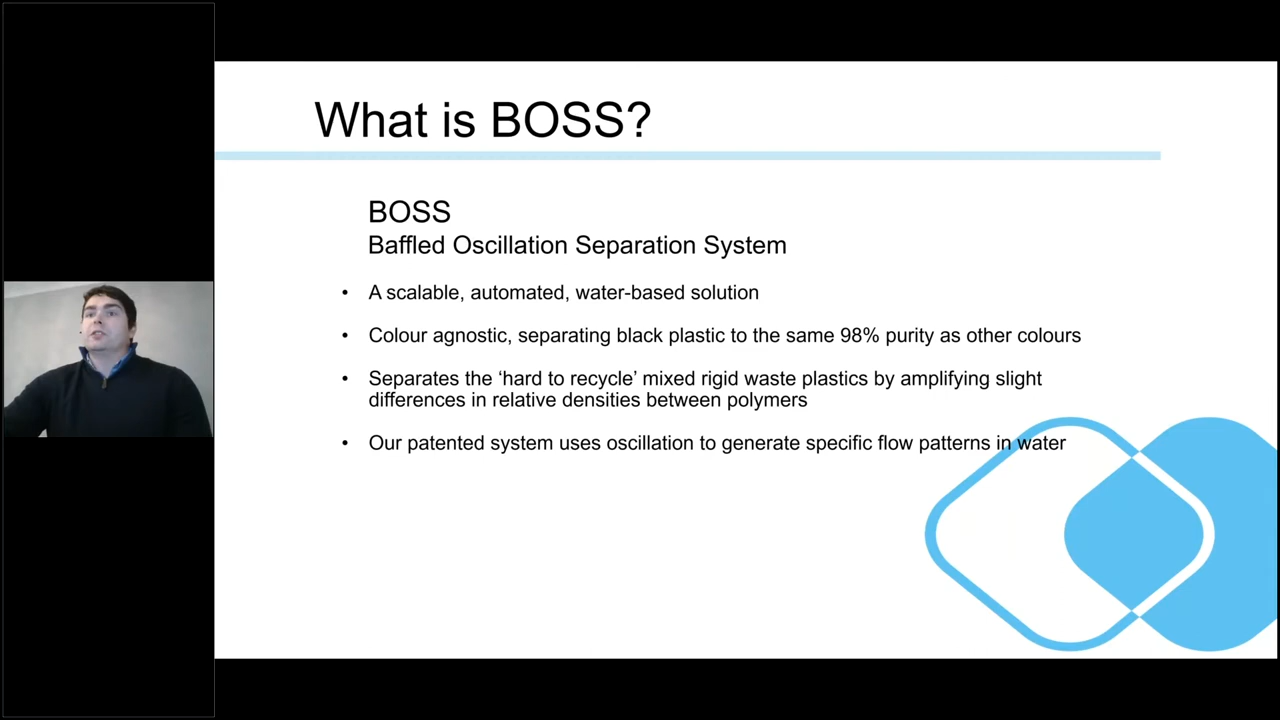 What is BOSS?
BOSS
Baffled Oscillation Separation System
• A scalable, automated, water-based solution
• Colour agnostic, separating black plastic to the same 98% purity as other colours
• Separates the ‘hard to recycle’ mixed rigid waste plastics by amplifying slight
differences in relative densities between polymers
• Our patented system uses oscillation to generate specific flow patterns in water